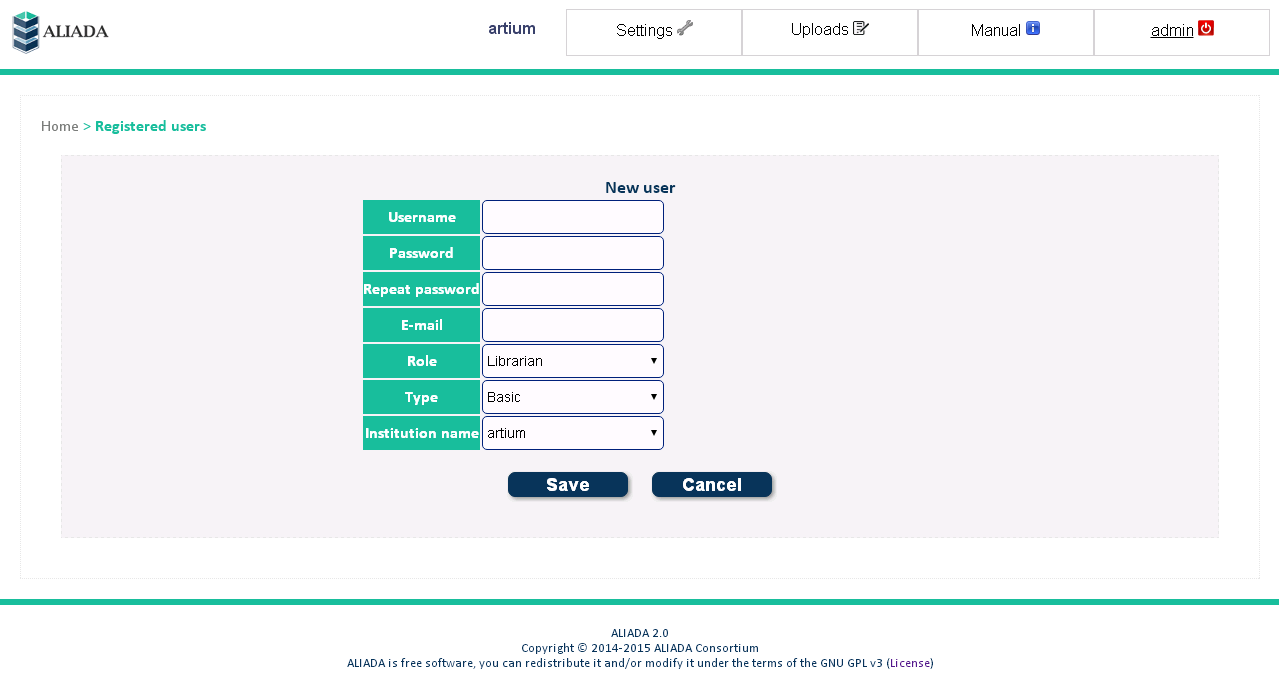 ALIADA artium Settings Uploads Manual admin
Home > Registered users
New user
Username
Password
Repeat password
E-mail
Role Librarian
Type Basic
Institution name artium
Save Cancel
ALIADA 2.0
Copyright © 2014-2015 ALIADA Consortium
ALIADA is free software, you can redistribute it and/or modify it under the terms of the GNU GPL v3 (License)